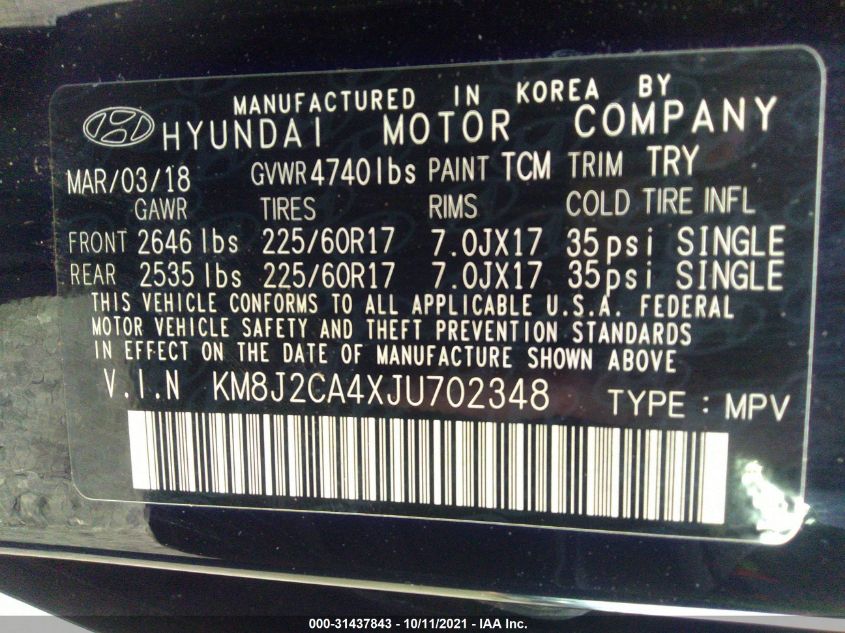 MANUFACTURED IN KOREA BY
HYUNDAI MOTOR COMPANY
MAR/03/18 GVWR 4740lbs PAINT TCM TRIM TRY
GAWR TIRES RIMS COLD TIRE INFL
FRONT 2646 lbs 225/60R17 7.0JX17 35psi SINGLE
REAR 2535 lbs 225/60R17 7.0JX17 35psi SINGLE
THIS VEHICLE CONFORMS TO ALL APPLICABLE U.S.A. FEDERAL
MOTOR VEHICLE SAFETY AND THEFT PREVENTION STANDARDS
IN EFFECT ON THE DATE OF MANUFACTURE SHOWN ABOVE
V.I.N KM8J2CA4XJU702348 TYPE : MPV
000-31437843 - 10/11/2021 - IAA Inc.